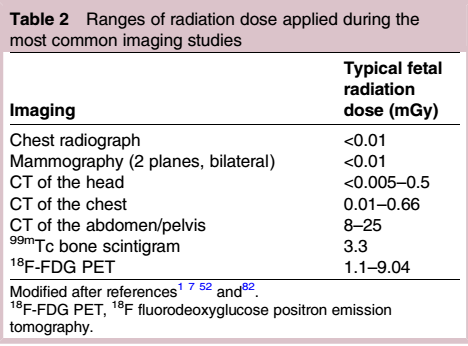 Table 2 Ranges of radiation dose applied during the
most common imaging studies
Imaging Typical fetal
radiation
dose (mGy)
Chest radiograph <0.01
Mammography (2 planes, bilateral) <0.01
CT of the head <0.005–0.5
CT of the chest 0.01–0.66
CT of the abdomen/pelvis 8–25
⁹⁹ᵐTc bone scintigram 3.3
¹⁸F-FDG PET 1.1–9.04
Modified after references¹ ⁷ ⁵² and⁸².
¹⁸F-FDG PET, ¹⁸F fluorodeoxyglucose positron emission
tomography.